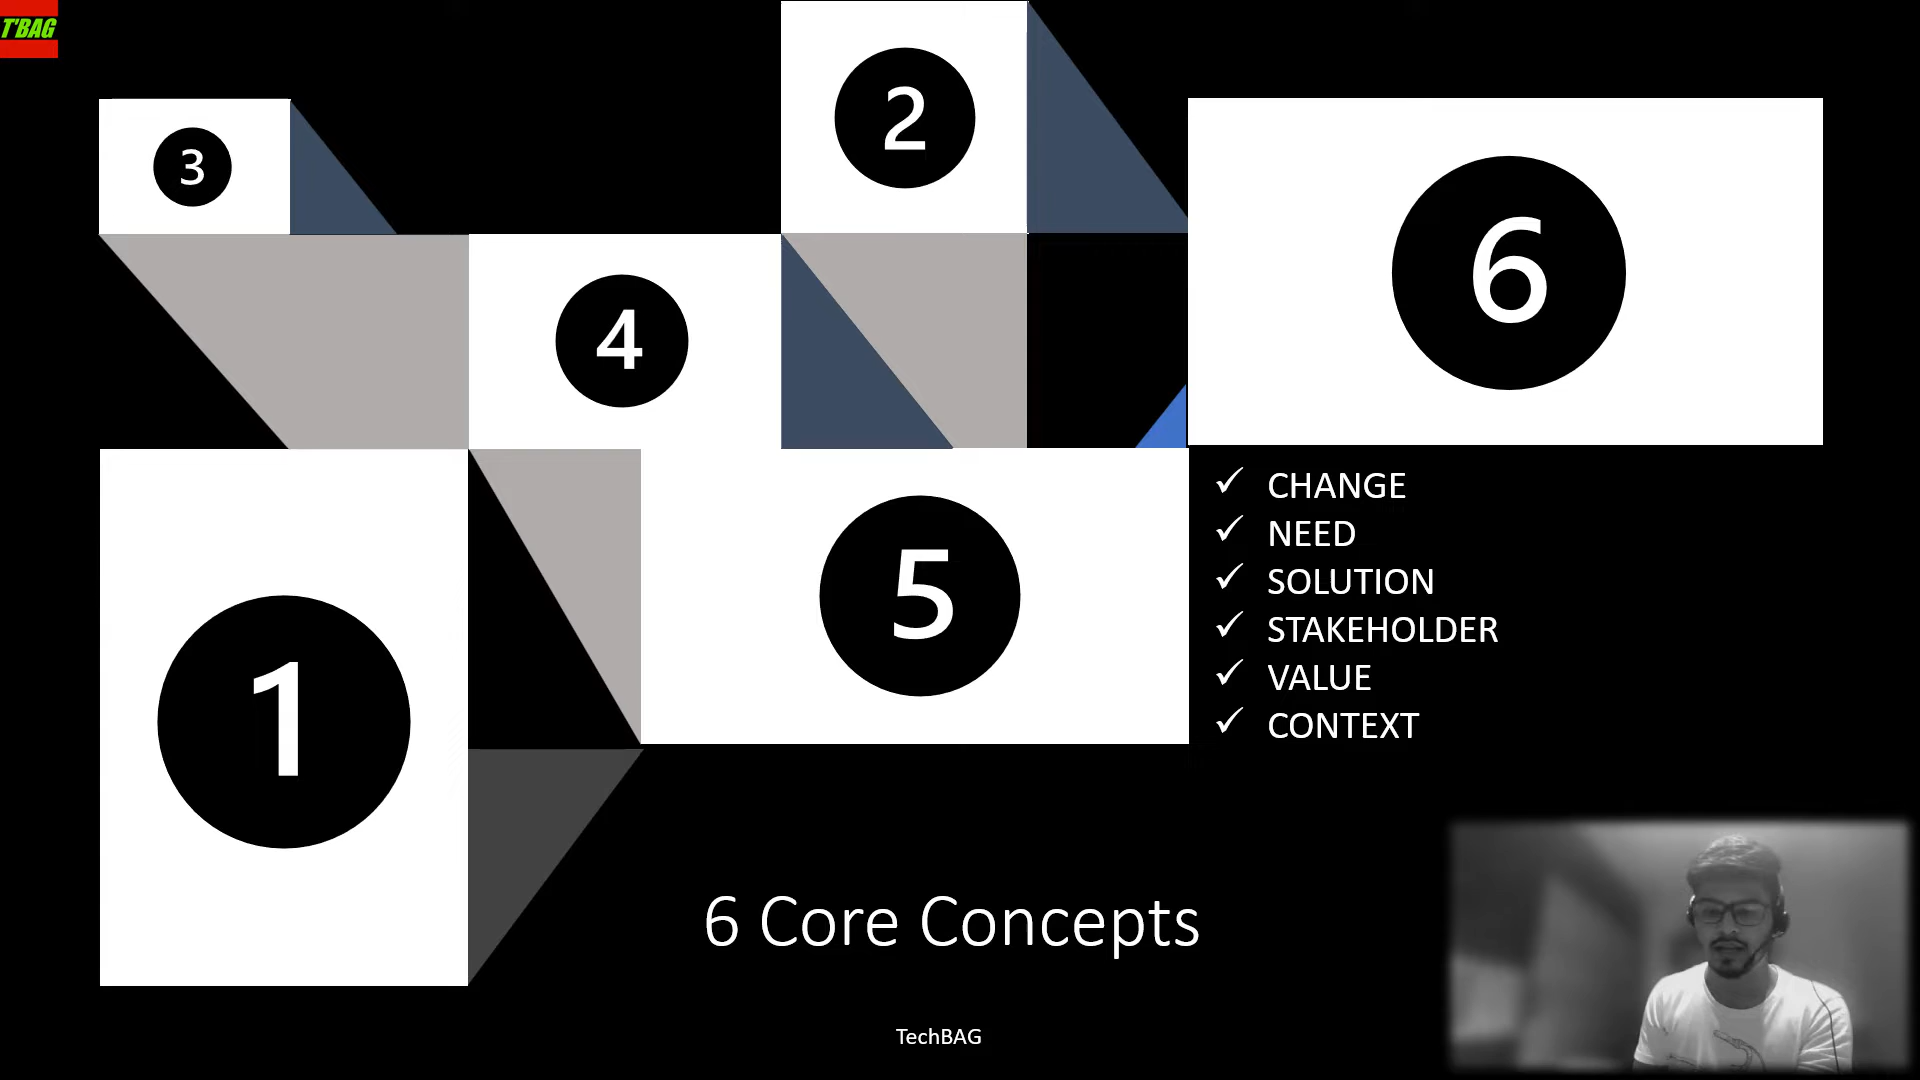 T'BAG
3
2
6
4
1
5
CHANGE
NEED
SOLUTION
STAKEHOLDER
VALUE
CONTEXT
6 Core Concepts
TechBAG